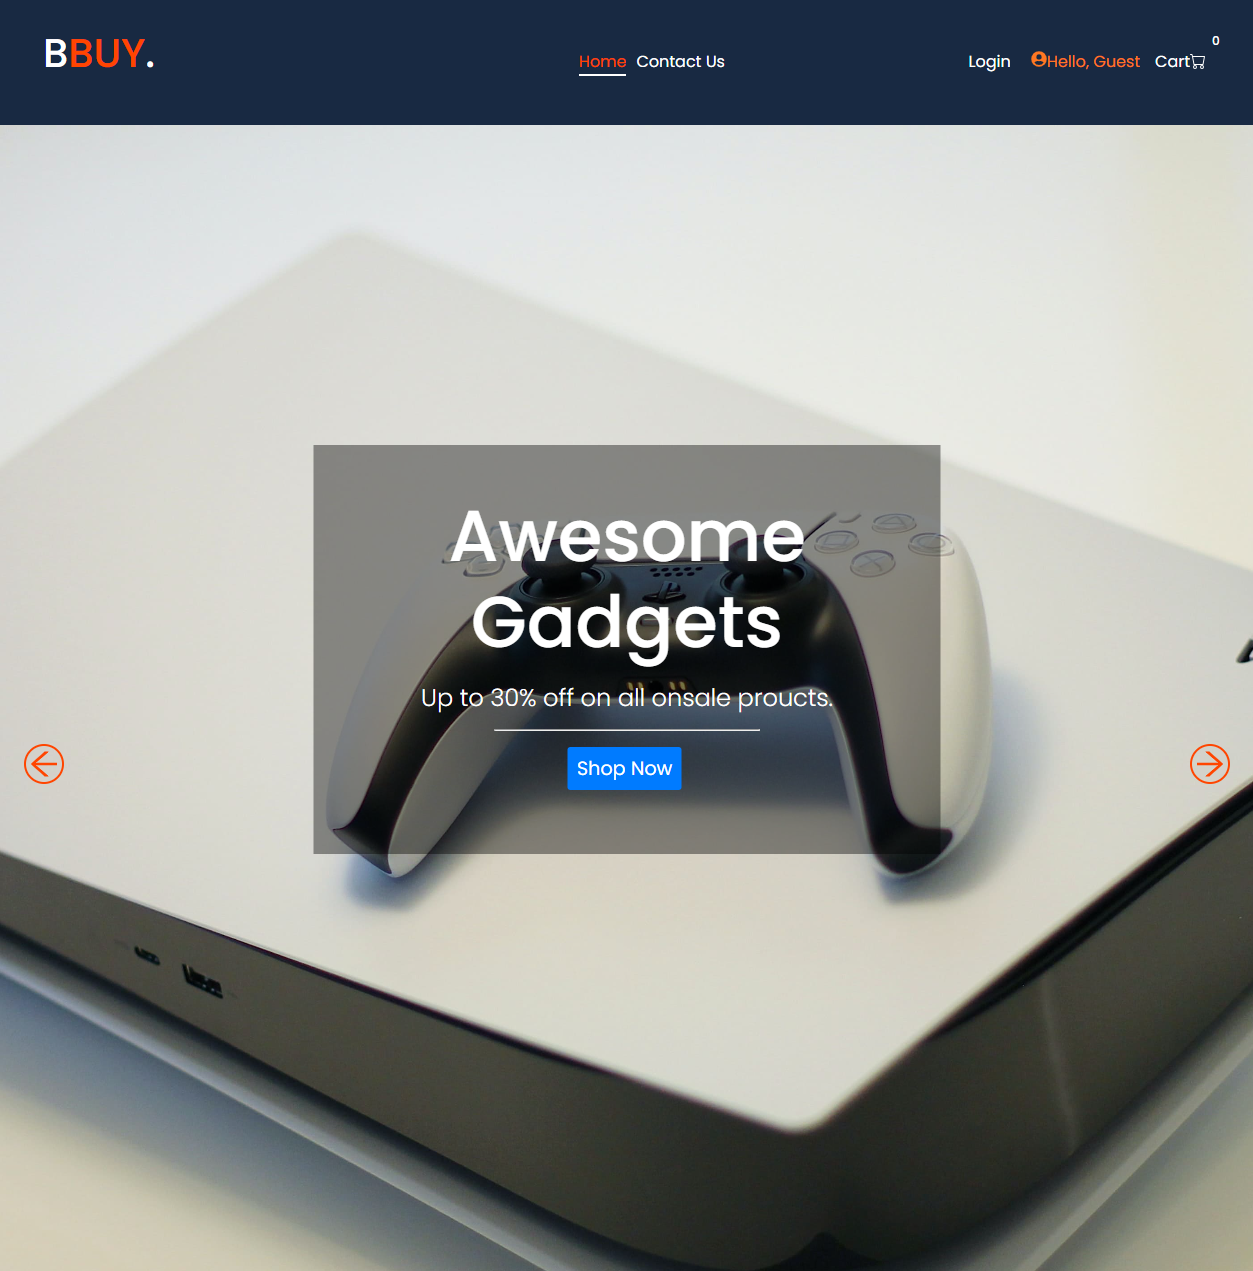 BBUY.
Home Contact Us
Login Hello, Guest Cart 0
Awesome
Gadgets
Up to 30% off on all onsale proucts.
Shop Now